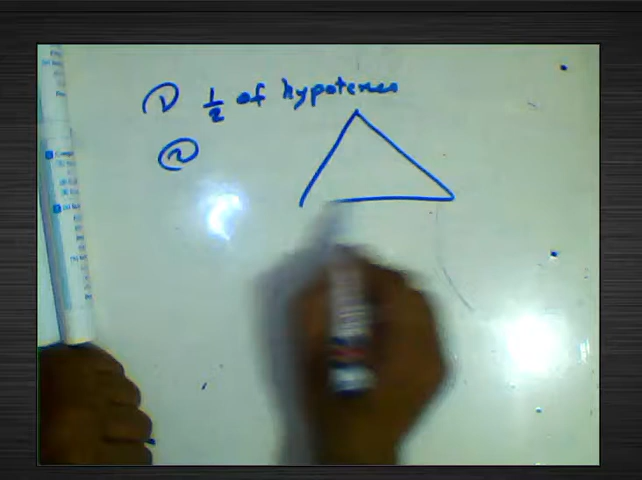 ① 1/2 of hypotenes
②